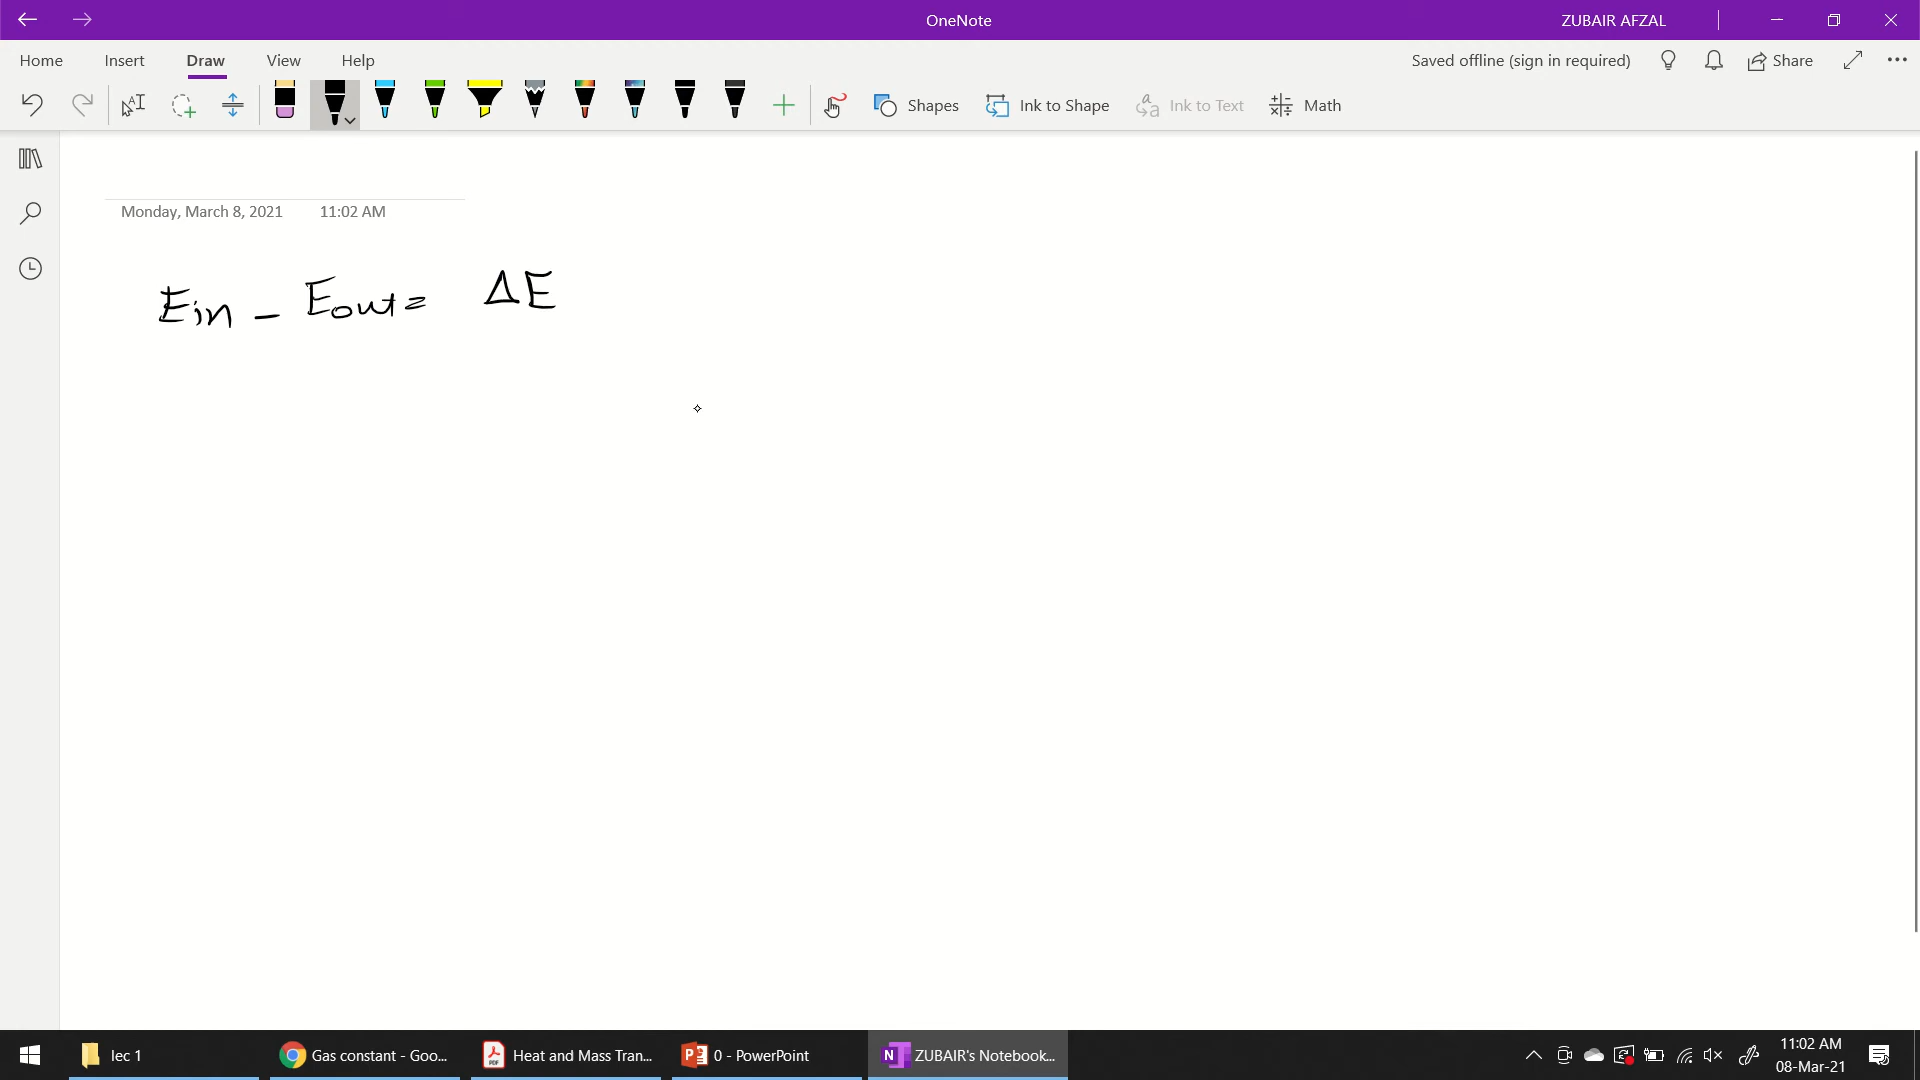 OneNote
ZUBAIR AFZAL
Home Insert Draw View Help
Saved offline (sign in required)
Share
Shapes
Ink to Shape
Ink to Text
Math
Monday, March 8, 2021 11:02 AM
Ein - Eout = ΔE
lec 1
Gas constant - Goo...
Heat and Mass Tran...
0 - PowerPoint
ZUBAIR's Notebook...
11:02 AM
08-Mar-21